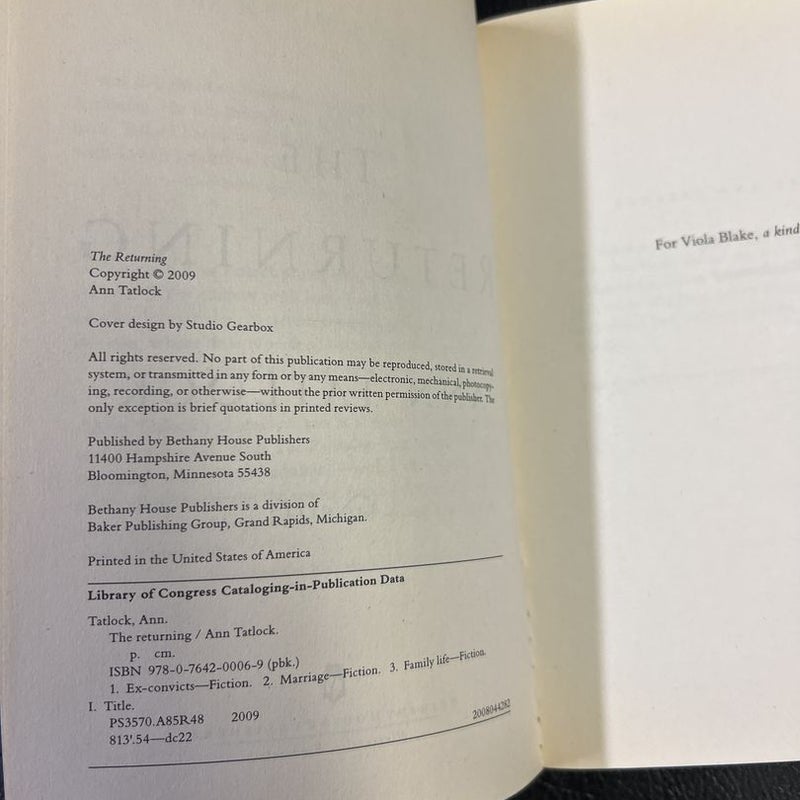 The Returning
Copyright © 2009
Ann Tatlock
Cover design by Studio Gearbox
All rights reserved. No part of this publication may be reproduced, stored in a retrieval
system, or transmitted in any form or by any means—electronic, mechanical, photocopy-
ing, recording, or otherwise—without the prior written permission of the publisher. The
only exception is brief quotations in printed reviews.
Published by Bethany House Publishers
11400 Hampshire Avenue South
Bloomington, Minnesota 55438
Bethany House Publishers is a division of
Baker Publishing Group, Grand Rapids, Michigan.
Printed in the United States of America
Library of Congress Cataloging-in-Publication Data
Tatlock, Ann.
The returning / Ann Tatlock.
p. cm.
ISBN 978-0-7642-0006-9 (pbk.)
1. Ex-convicts—Fiction. 2. Marriage—Fiction. 3. Family life—Fiction.
I. Title.
PS3570.A85R48 2009
813'.54—dc22
2008044282
For Viola Blake, a kind
THE
RETURNING